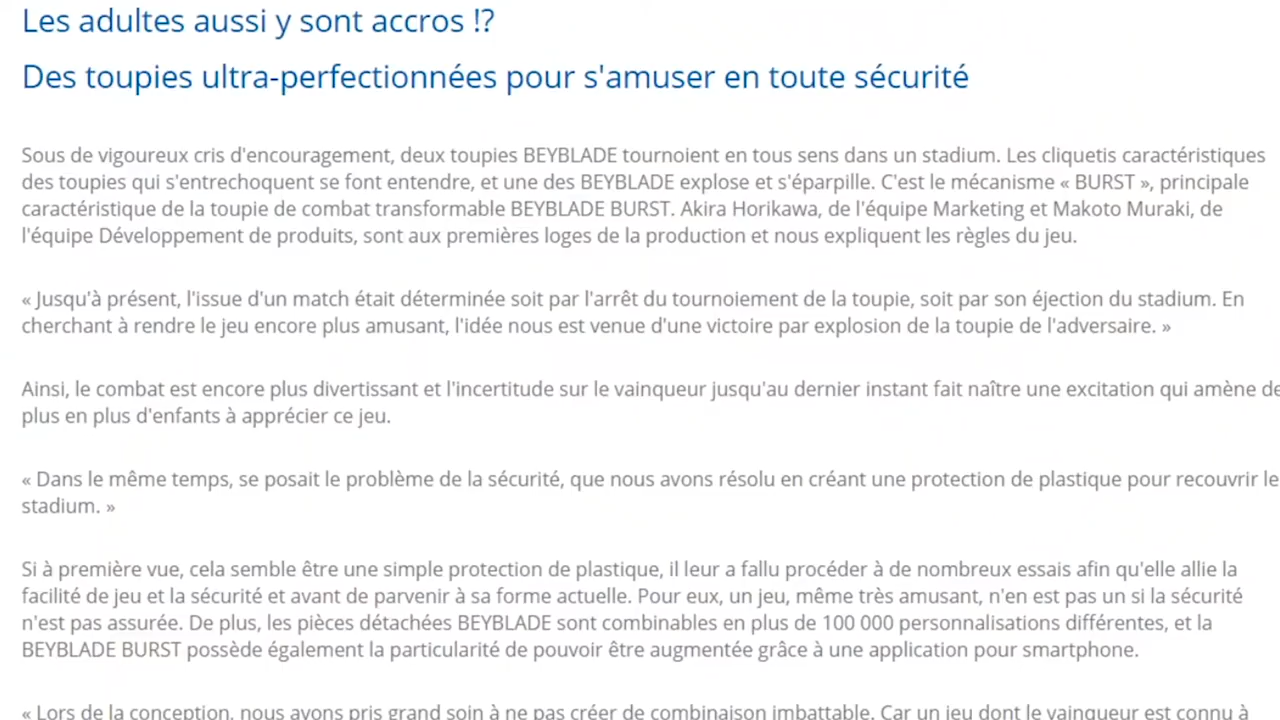 Les adultes aussi y sont accros !?
Des toupies ultra-perfectionnées pour s'amuser en toute sécurité
Sous de vigoureux cris d'encouragement, deux toupies BEYBLADE tournoient en tous sens dans un stadium. Les cliquetis caractéristiques
des toupies qui s'entrechoquent se font entendre, et une des BEYBLADE explose et s'éparpille. C'est le mécanisme « BURST », principale
caractéristique de la toupie de combat transformable BEYBLADE BURST. Akira Horikawa, de l'équipe Marketing et Makoto Muraki, de
l'équipe Développement de produits, sont aux premières loges de la production et nous expliquent les règles du jeu.
« Jusqu'à présent, l'issue d'un match était déterminée soit par l'arrêt du tournoiement de la toupie, soit par son éjection du stadium. En
cherchant à rendre le jeu encore plus amusant, l'idée nous est venue d'une victoire par explosion de la toupie de l'adversaire. »
Ainsi, le combat est encore plus divertissant et l'incertitude sur le vainqueur jusqu'au dernier instant fait naître une excitation qui amène de
plus en plus d'enfants à apprécier ce jeu.
« Dans le même temps, se posait le problème de la sécurité, que nous avons résolu en créant une protection de plastique pour recouvrir le
stadium. »
Si à première vue, cela semble être une simple protection de plastique, il leur a fallu procéder à de nombreux essais afin qu'elle allie la
facilité de jeu et la sécurité et avant de parvenir à sa forme actuelle. Pour eux, un jeu, même très amusant, n'en est pas un si la sécurité
n'est pas assurée. De plus, les pièces détachées BEYBLADE sont combinables en plus de 100 000 personnalisations différentes, et la
BEYBLADE BURST possède également la particularité de pouvoir être augmentée grâce à une application pour smartphone.
« Lors de la conception, nous avons pris grand soin à ne pas créer de combinaison imbattable. Car un jeu dont le vainqueur est connu à